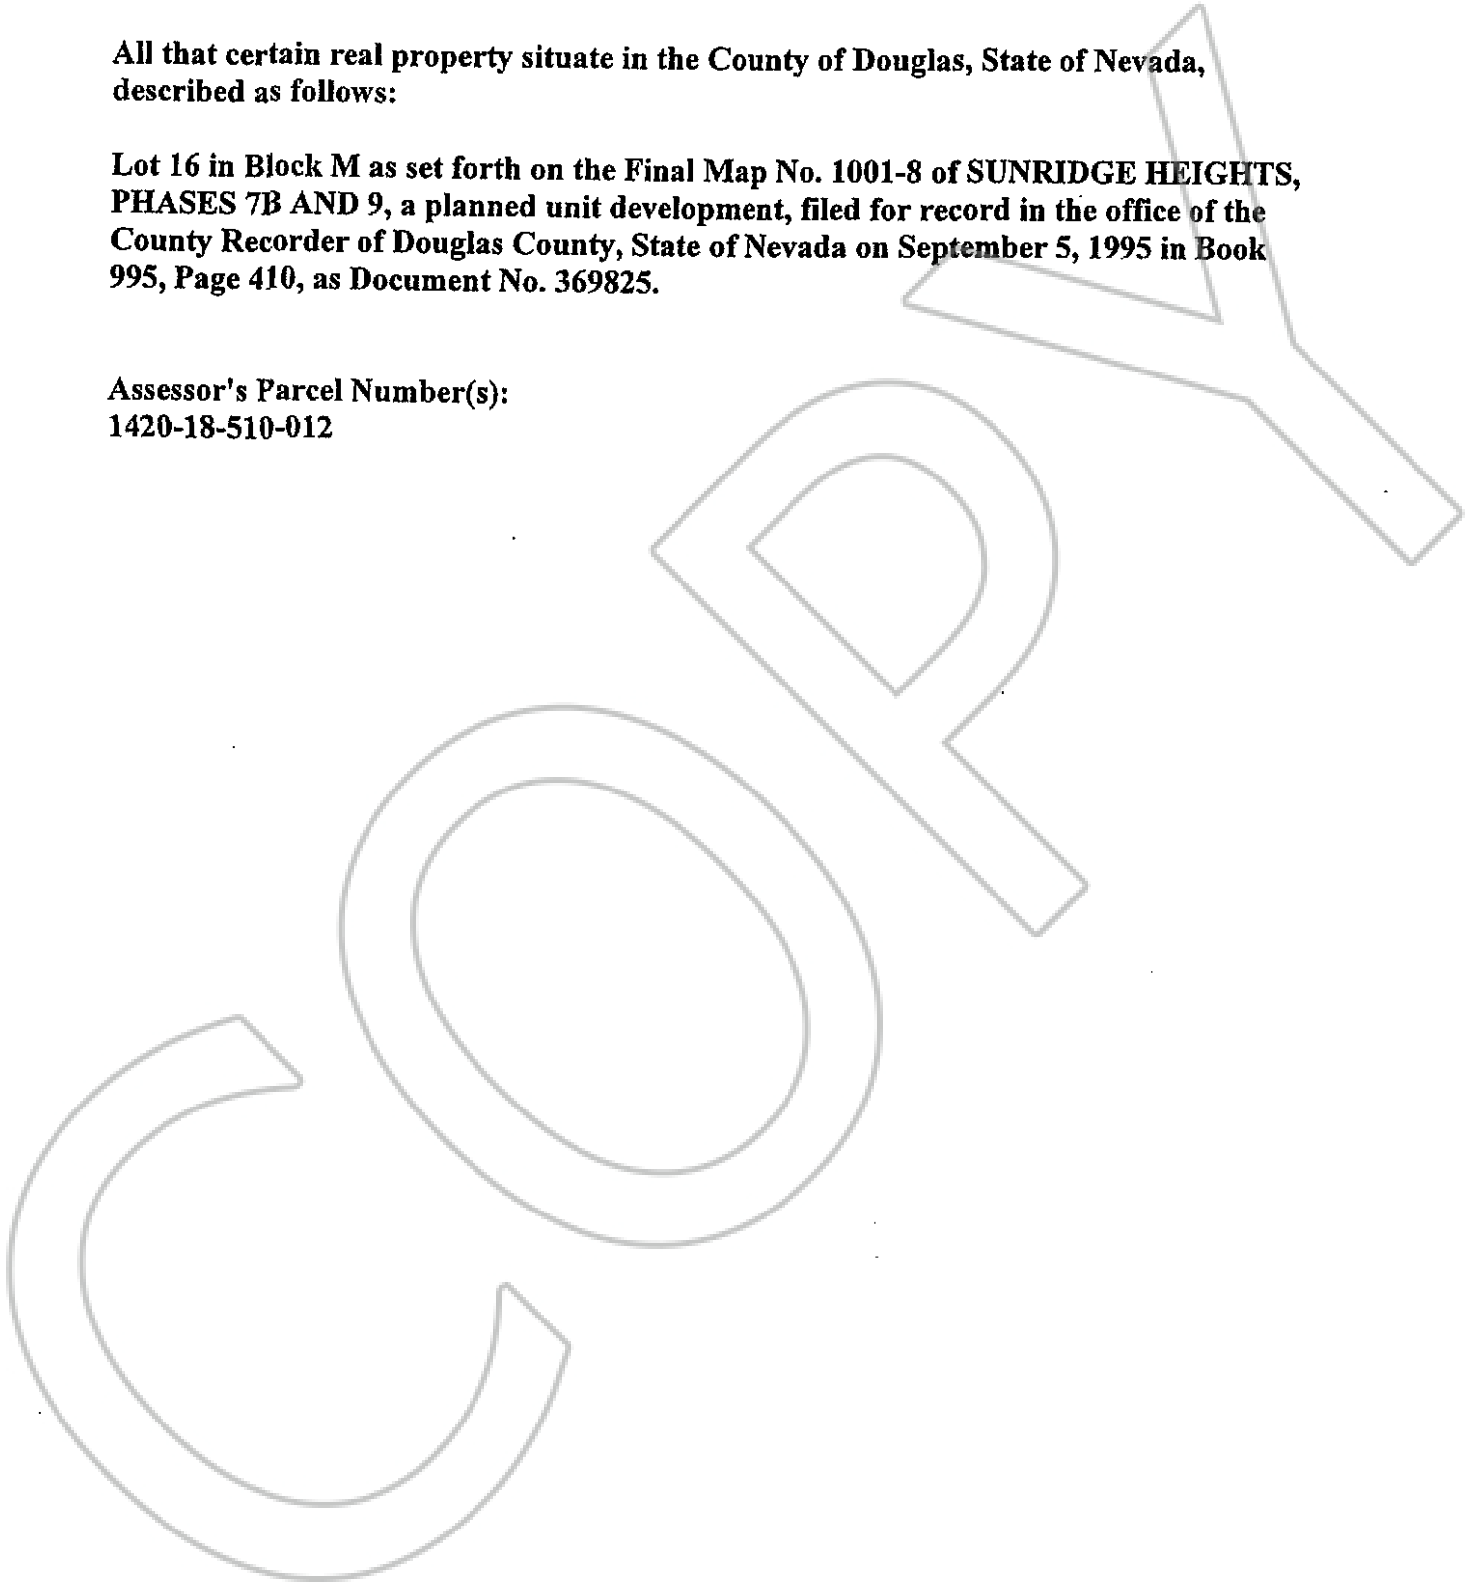 All that certain real property situate in the County of Douglas, State of Nevada,
described as follows:
Lot 16 in Block M as set forth on the Final Map No. 1001-8 of SUNRIDGE HEIGHTS,
PHASES 7B AND 9, a planned unit development, filed for record in the office of the
County Recorder of Douglas County, State of Nevada on September 5, 1995 in Book
995, Page 410, as Document No. 369825.
Assessor's Parcel Number(s):
1420-18-510-012
COPY